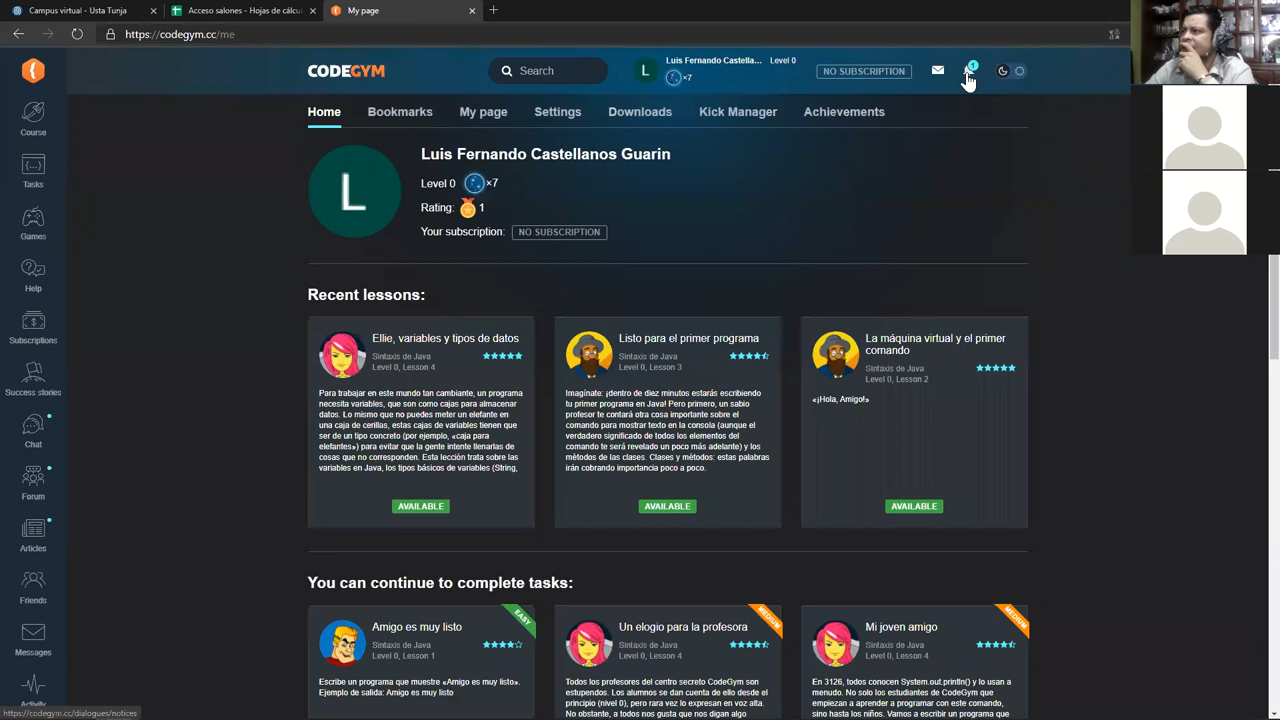 Campus virtual - Usta Tunja
Acceso salones - Hojas de cálcu
My page
https://codegym.cc/me
CODEGYM
Search
L
Luis Fernando Castella...
Level 0
×7
NO SUBSCRIPTION
1
Home
Bookmarks
My page
Settings
Downloads
Kick Manager
Achievements
Course
Tasks
Games
Help
Subscriptions
Success stories
Chat
Forum
Articles
Friends
Messages
Activity
L
Luis Fernando Castellanos Guarin
Level 0 ×7
Rating: 1
Your subscription: NO SUBSCRIPTION
Recent lessons:
Ellie, variables y tipos de datos
Sintaxis de Java
Level 0, Lesson 4
Para trabajar en este mundo tan cambiante, un programa
necesita variables, que son como cajas para almacenar
datos. Lo mismo que no puedes meter un elefante en
una caja de cerillas, estas cajas de variables tienen que
ser de un tipo concreto (por ejemplo, «caja para
elefantes») para evitar que la gente intente llenarlas de
cosas que no corresponden. Esta lección trata sobre las
variables en Java, los tipos básicos de variables (String,
AVAILABLE
Listo para el primer programa
Sintaxis de Java
Level 0, Lesson 3
Imagínate: ¡dentro de diez minutos estarás escribiendo
tu primer programa en Java! Pero primero, un sabio
profesor te contará otra cosa importante sobre el
comando para mostrar texto en la consola (aunque el
verdadero significado de todos los elementos del
comando te será revelado un poco más adelante) y los
métodos de las clases. Clases y métodos: estas palabras
irán cobrando importancia poco a poco.
AVAILABLE
La máquina virtual y el primer
comando
Sintaxis de Java
Level 0, Lesson 2
«¡Hola, Amigo!»
AVAILABLE
You can continue to complete tasks:
EASY
Amigo es muy listo
Sintaxis de Java
Level 0, Lesson 1
Escribe un programa que muestre «Amigo es muy listo».
Ejemplo de salida: Amigo es muy listo
MEDIUM
Un elogio para la profesora
Sintaxis de Java
Level 0, Lesson 4
Todos los profesores del centro secreto CodeGym son
estupendos. Los alumnos se dan cuenta de ello desde el
principio (nivel 0), pero rara vez lo expresan en voz alta.
No obstante, a todos nos gusta que nos digan algo
MEDIUM
Mi joven amigo
Sintaxis de Java
Level 0, Lesson 4
En 3126, todos conocen System.out.println() y lo usan a
menudo. No solo los estudiantes de CodeGym que
empiezan a aprender a programar con este comando,
sino hasta los niños. Vamos a escribir un programa que
https://codegym.cc/dialogues/notices